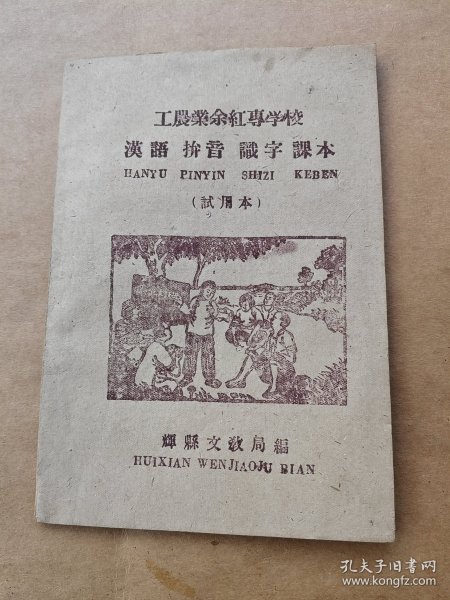 工農業余紅專学校
漢語 拚音 識字 課本
HANYU PINYIN SHIZI KEBEN
(試用本)
輝縣文敎局編
HUIXIAN WENJIAOJU BIAN
孔夫子旧书网
www.kongfz.com